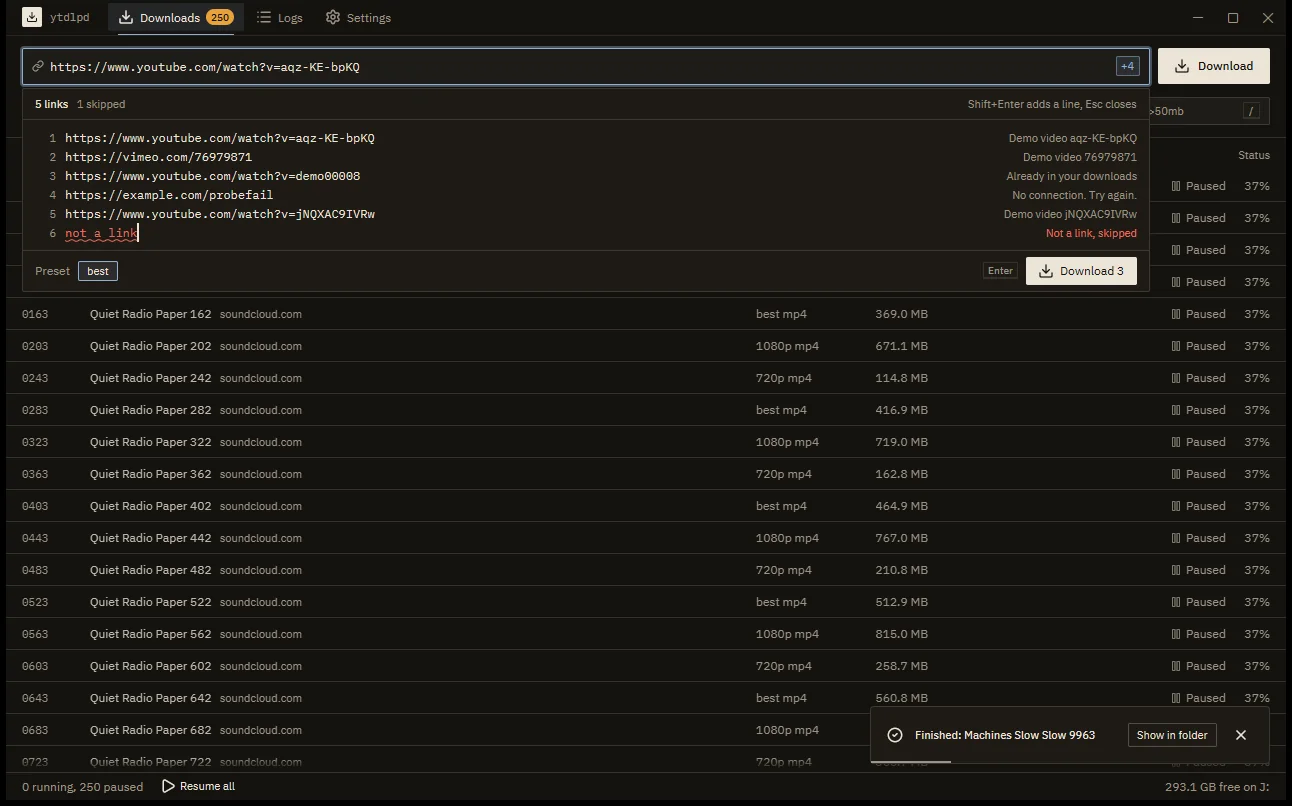 ytdlpd Downloads 250 Logs Settings
https://www.youtube.com/watch?v=aqz-KE-bpKQ +4 Download
5 links 1 skipped Shift+Enter adds a line, Esc closes >50mb /
1 https://www.youtube.com/watch?v=aqz-KE-bpKQ Demo video aqz-KE-bpKQ
2 https://vimeo.com/76979871 Demo video 76979871
Status
3 https://www.youtube.com/watch?v=demo00008 Already in your downloads
Paused 37%
4 https://example.com/probefail No connection. Try again.
5 https://www.youtube.com/watch?v=jNQXAC9IVRw Demo video jNQXAC9IVRw
Paused 37%
6 not a link Not a link, skipped
Paused 37%
Preset best Enter Download 3
Paused 37%
0163 Quiet Radio Paper 162 soundcloud.com best mp4 369.0 MB Paused 37%
0203 Quiet Radio Paper 202 soundcloud.com 1080p mp4 671.1 MB Paused 37%
0243 Quiet Radio Paper 242 soundcloud.com 720p mp4 114.8 MB Paused 37%
0283 Quiet Radio Paper 282 soundcloud.com best mp4 416.9 MB Paused 37%
0323 Quiet Radio Paper 322 soundcloud.com 1080p mp4 719.0 MB Paused 37%
0363 Quiet Radio Paper 362 soundcloud.com 720p mp4 162.8 MB Paused 37%
0403 Quiet Radio Paper 402 soundcloud.com best mp4 464.9 MB Paused 37%
0443 Quiet Radio Paper 442 soundcloud.com 1080p mp4 767.0 MB Paused 37%
0483 Quiet Radio Paper 482 soundcloud.com 720p mp4 210.8 MB Paused 37%
0523 Quiet Radio Paper 522 soundcloud.com best mp4 512.9 MB Paused 37%
0563 Quiet Radio Paper 562 soundcloud.com 1080p mp4 815.0 MB Paused 37%
0603 Quiet Radio Paper 602 soundcloud.com 720p mp4 258.7 MB Paused 37%
0643 Quiet Radio Paper 642 soundcloud.com best mp4 560.8 MB Paused 37%
0683 Quiet Radio Paper 682 soundcloud.com 1080p mp4
Finished: Machines Slow Slow 9963 Show in folder
0723 Quiet Radio Paper 722 soundcloud.com 720p mp4
0 running, 250 paused Resume all 293.1 GB free on J: